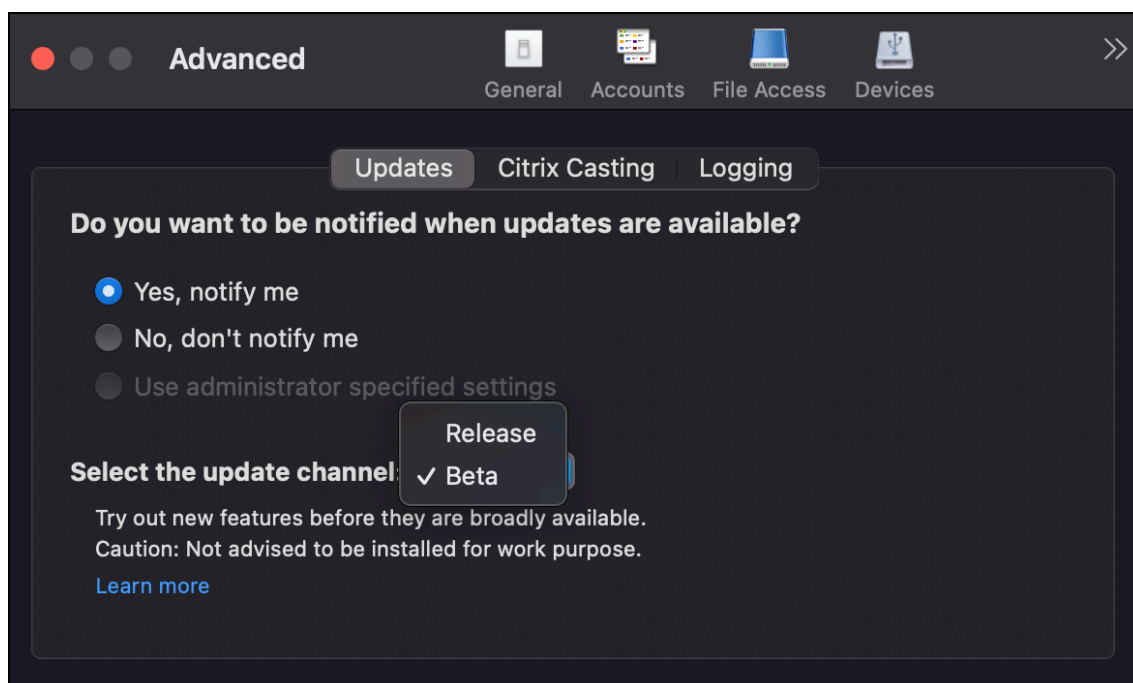 Advanced
General
Accounts
File Access
Devices
Updates
Citrix Casting
Logging
Do you want to be notified when updates are available?
Yes, notify me
No, don't notify me
Use administrator specified settings
Release
Select the update channel:
Beta
Try out new features before they are broadly available.
Caution: Not advised to be installed for work purpose.
Learn more